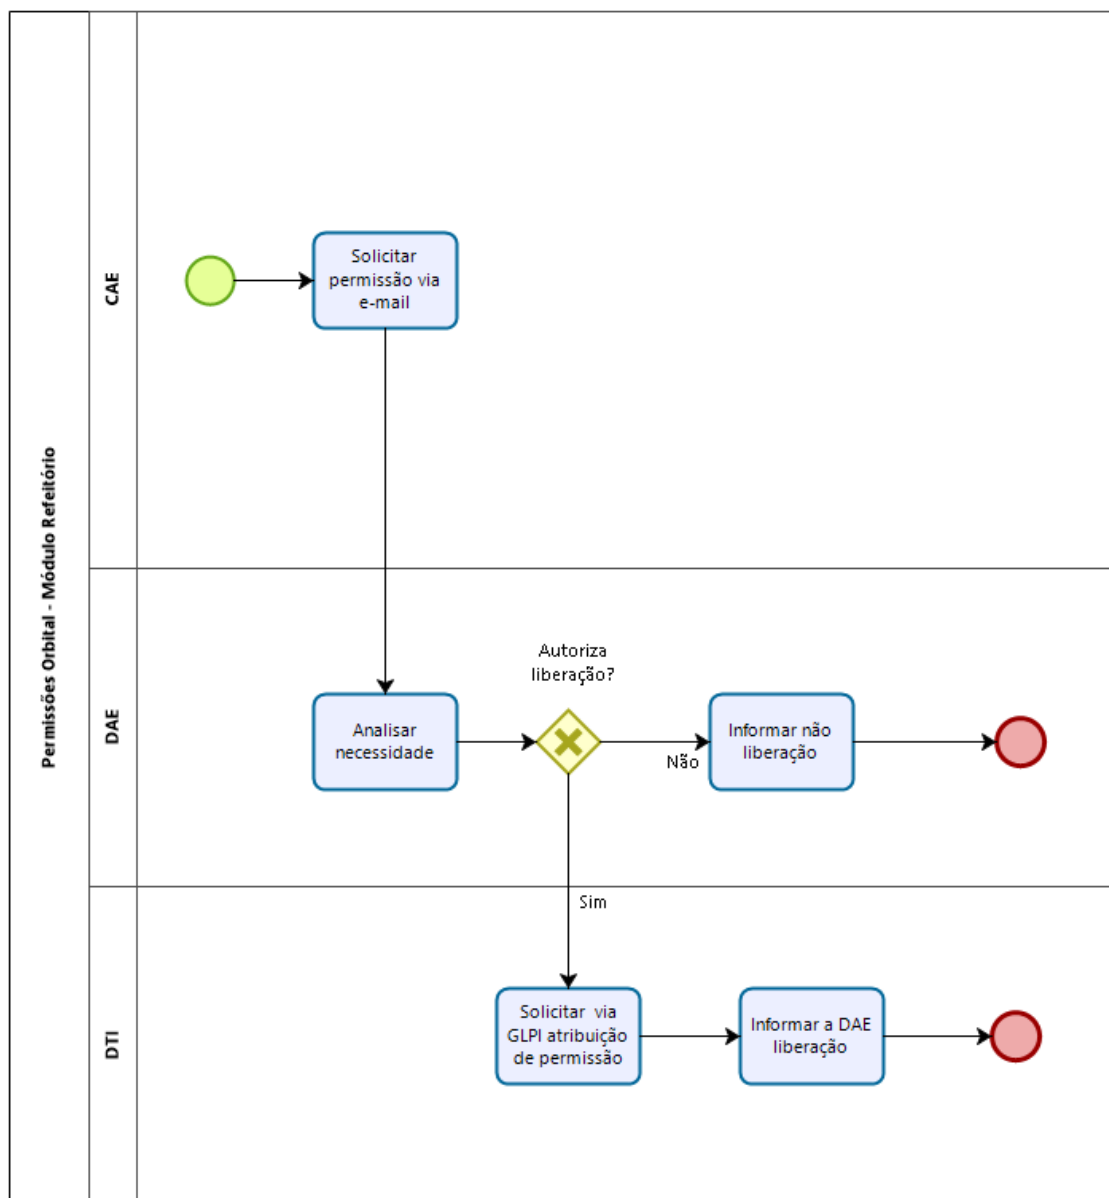 Permissões Orbital - Módulo Refeitório
CAE
Solicitar
permissão via
e-mail
DAE
Analisar
necessidade
Autoriza
liberação?
Não
Informar não
liberação
Sim
DTI
Solicitar via
GLPI atribuição
de permissão
Informar a DAE
liberação